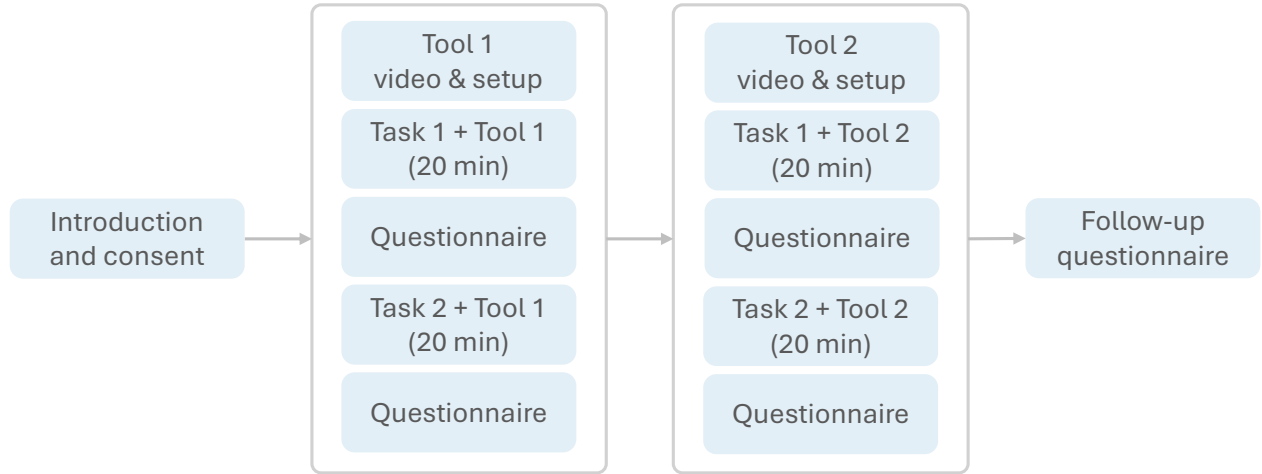 Introduction
and consent
Tool 1
video & setup
Task 1 + Tool 1
(20 min)
Questionnaire
Task 2 + Tool 1
(20 min)
Questionnaire
Tool 2
video & setup
Task 1 + Tool 2
(20 min)
Questionnaire
Task 2 + Tool 2
(20 min)
Questionnaire
Follow-up
questionnaire